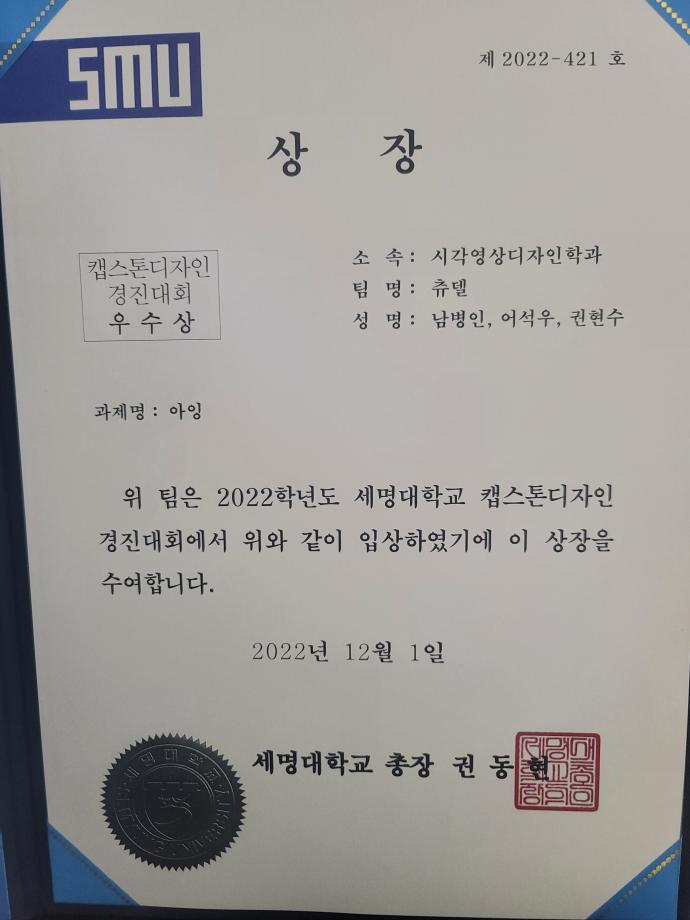 SMU
제 2022-421 호
상 장
캡스톤디자인
경진대회
우수상
소 속 : 시각영상디자인학과
팀 명 : 츄델
성 명 : 남병인, 어석우, 권현수
과제명 : 아잉
위 팀은 2022학년도 세명대학교 캡스톤디자인
경진대회에서 위와 같이 입상하였기에 이 상장을
수여합니다.
2022년 12월 1일
세명대학교 총장 권 동 현